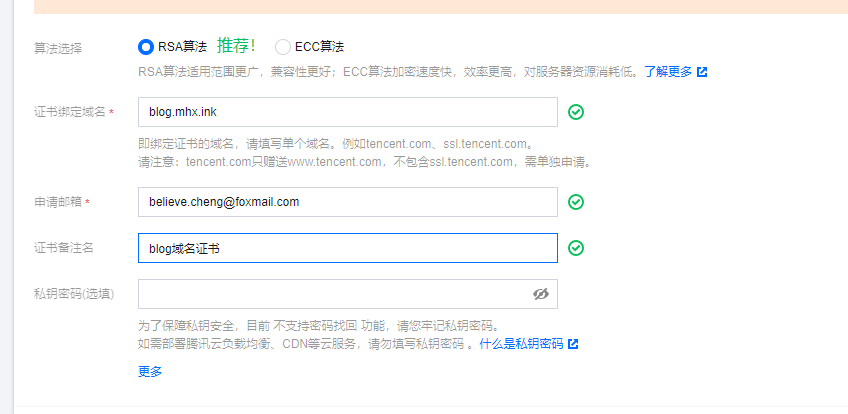 算法选择 RSA算法 推荐! ECC算法
RSA算法适用范围更广，兼容性更好；ECC算法加密速度快，效率更高，对服务器资源消耗低。了解更多
证书绑定域名 * blog.mhx.ink
即绑定证书的域名，请填写单个域名。例如tencent.com、ssl.tencent.com。
请注意：tencent.com只赠送www.tencent.com，不包含ssl.tencent.com，需单独申请。
申请邮箱 * believe.cheng@foxmail.com
证书备注名 blog域名证书
私钥密码(选填)
为了保障私钥安全，目前 不支持密码找回 功能，请您牢记私钥密码。
如需部署腾讯云负载均衡、CDN等云服务，请勿填写私钥密码 。什么是私钥密码
更多